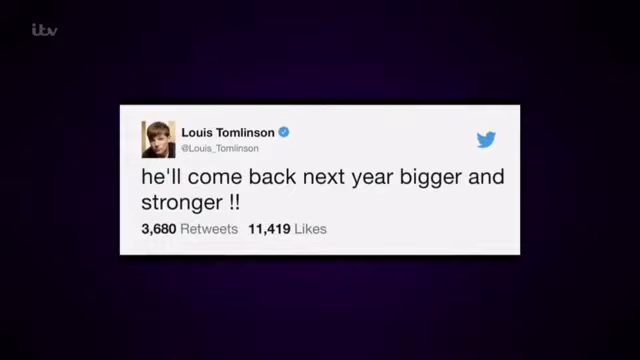 itv
Louis Tomlinson
@Louis_Tomlinson
he'll come back next year bigger and
stronger !!
3,680 Retweets 11,419 Likes